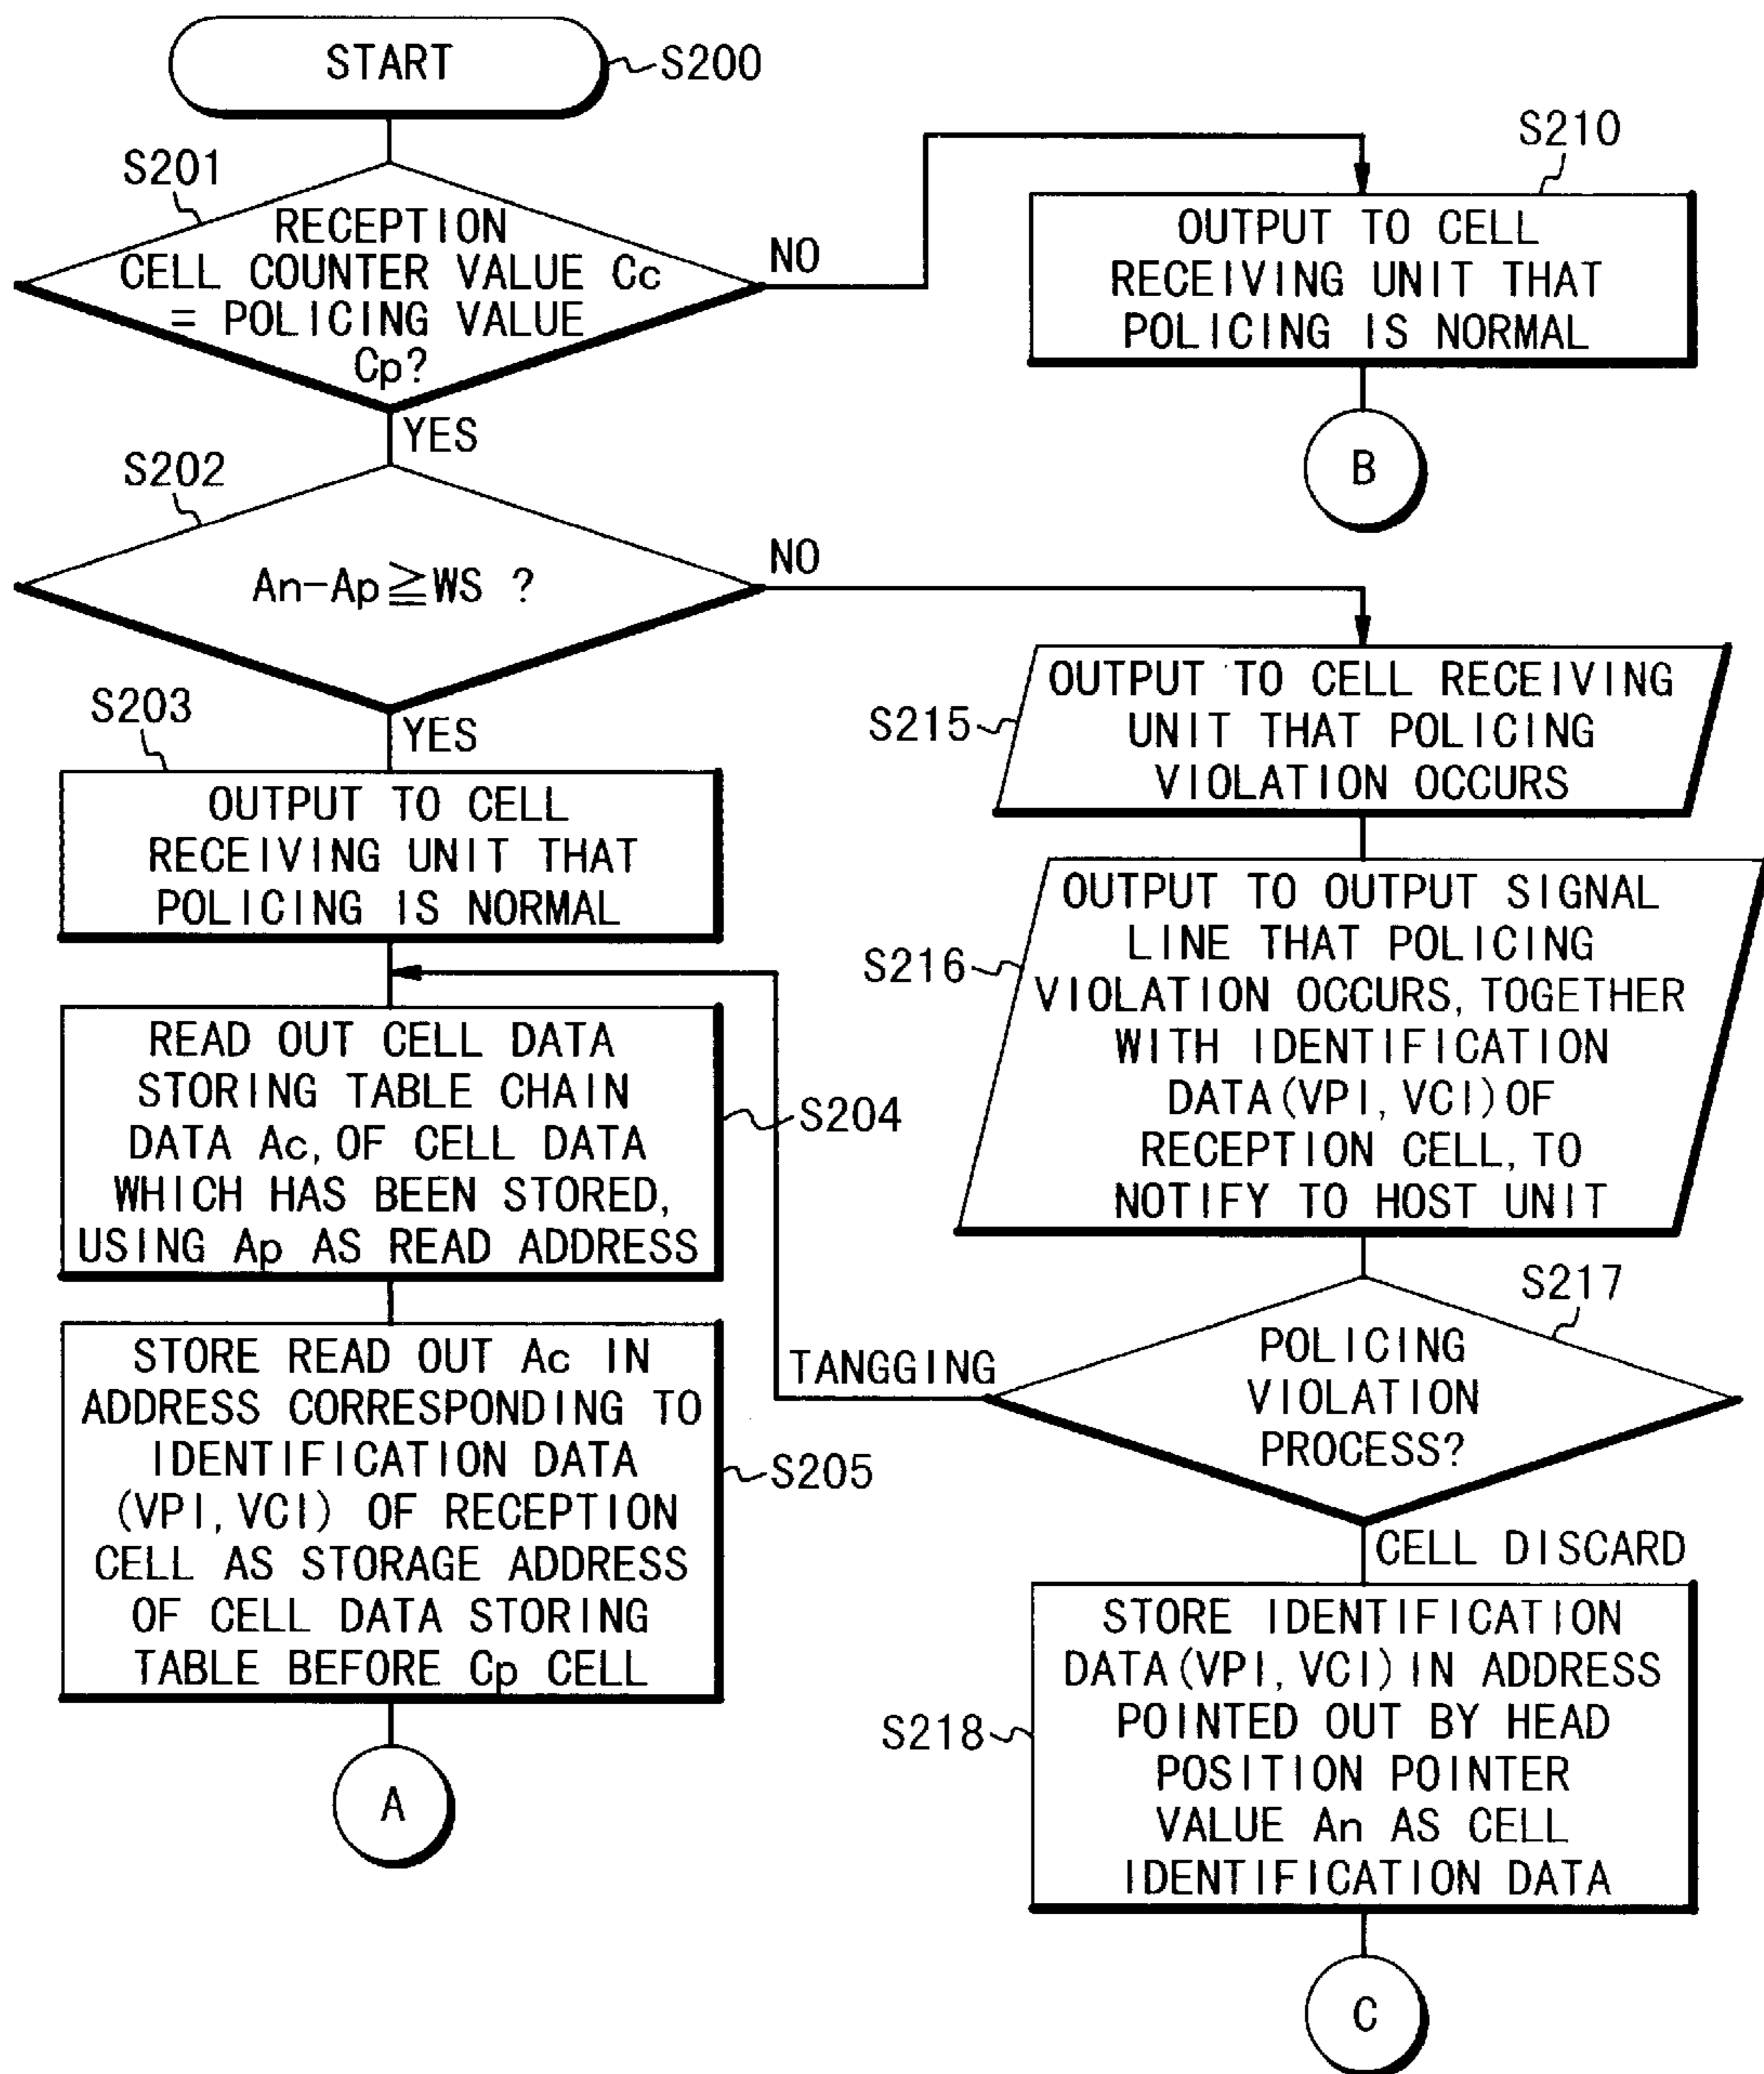 START
S200
S201
RECEPTION
CELL COUNTER VALUE Cc
= POLICING VALUE
Cp?
NO
YES
S210
OUTPUT TO CELL
RECEIVING UNIT THAT
POLICING IS NORMAL
B
S202
An-Ap≧WS ?
NO
YES
S203
OUTPUT TO CELL
RECEIVING UNIT THAT
POLICING IS NORMAL
S215
OUTPUT TO CELL RECEIVING
UNIT THAT POLICING
VIOLATION OCCURS
S216
OUTPUT TO OUTPUT SIGNAL
LINE THAT POLICING
VIOLATION OCCURS, TOGETHER
WITH IDENTIFICATION
DATA(VPI, VCI)OF
RECEPTION CELL, TO
NOTIFY TO HOST UNIT
READ OUT CELL DATA
STORING TABLE CHAIN
DATA Ac, OF CELL DATA
WHICH HAS BEEN STORED,
USING Ap AS READ ADDRESS
S204
S217
POLICING
VIOLATION
PROCESS?
TANGGING
CELL DISCARD
STORE READ OUT Ac IN
ADDRESS CORRESPONDING TO
IDENTIFICATION DATA
(VPI, VCI) OF RECEPTION
CELL AS STORAGE ADDRESS
OF CELL DATA STORING
TABLE BEFORE Cp CELL
S205
A
S218
STORE IDENTIFICATION
DATA(VPI, VCI)IN ADDRESS
POINTED OUT BY HEAD
POSITION POINTER
VALUE An AS CELL
IDENTIFICATION DATA
C